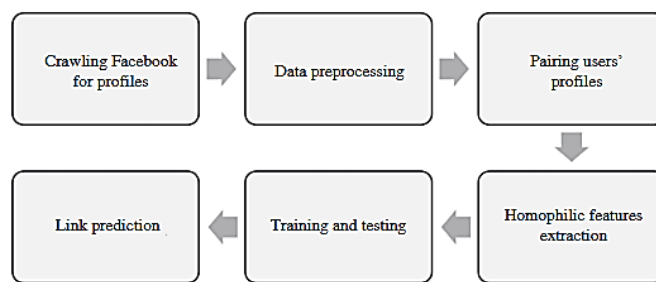 Crawling Facebook
for profiles
Data preprocessing
Pairing users'
profiles
Homophilic features
extraction
Training and testing
Link prediction